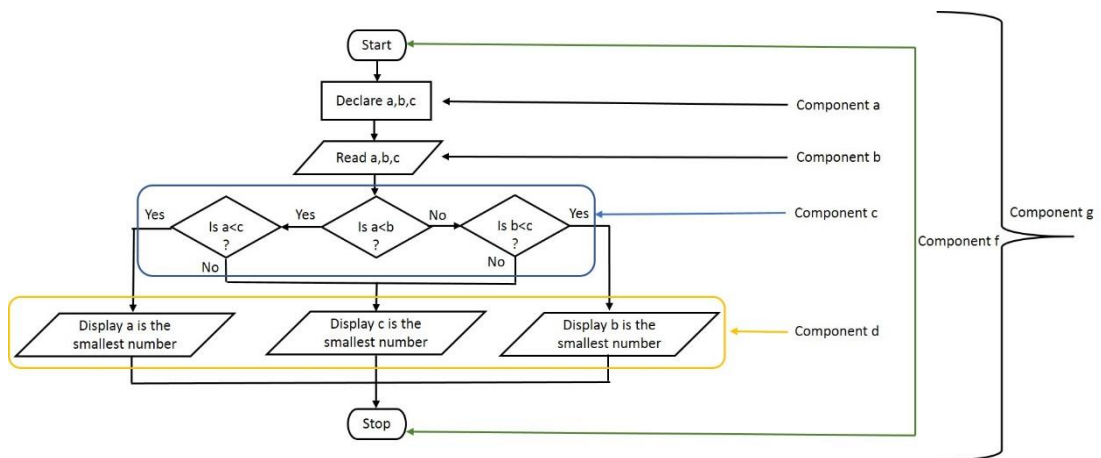 Start
Declare a,b,c
Component a
Read a,b,c
Component b
Yes
Is a<c
?
Yes
Is a<b
?
No
Is b<c
?
Yes
Component c
Component g
Component f
No
No
Display a is the
smallest number
Display c is the
smallest number
Display b is the
smallest number
Component d
Stop